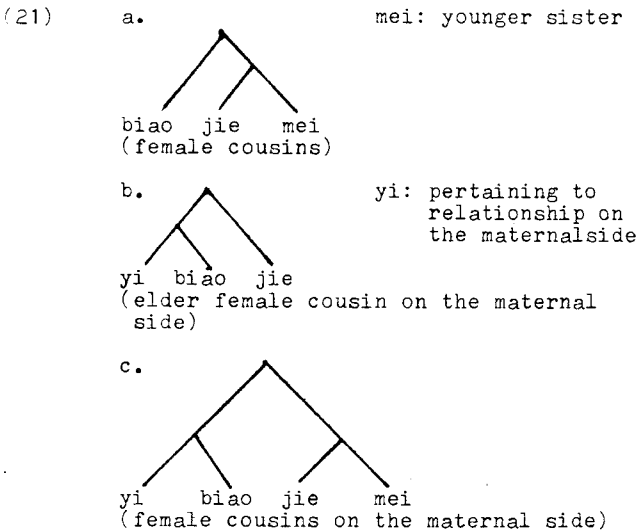 (21) a. mei: younger sister
biao jie mei
(female cousins)
b. yi: pertaining to
relationship on
the maternalside
yi biao jie
(elder female cousin on the maternal
side)
c.
yi biao jie mei
(female cousins on the maternal side)